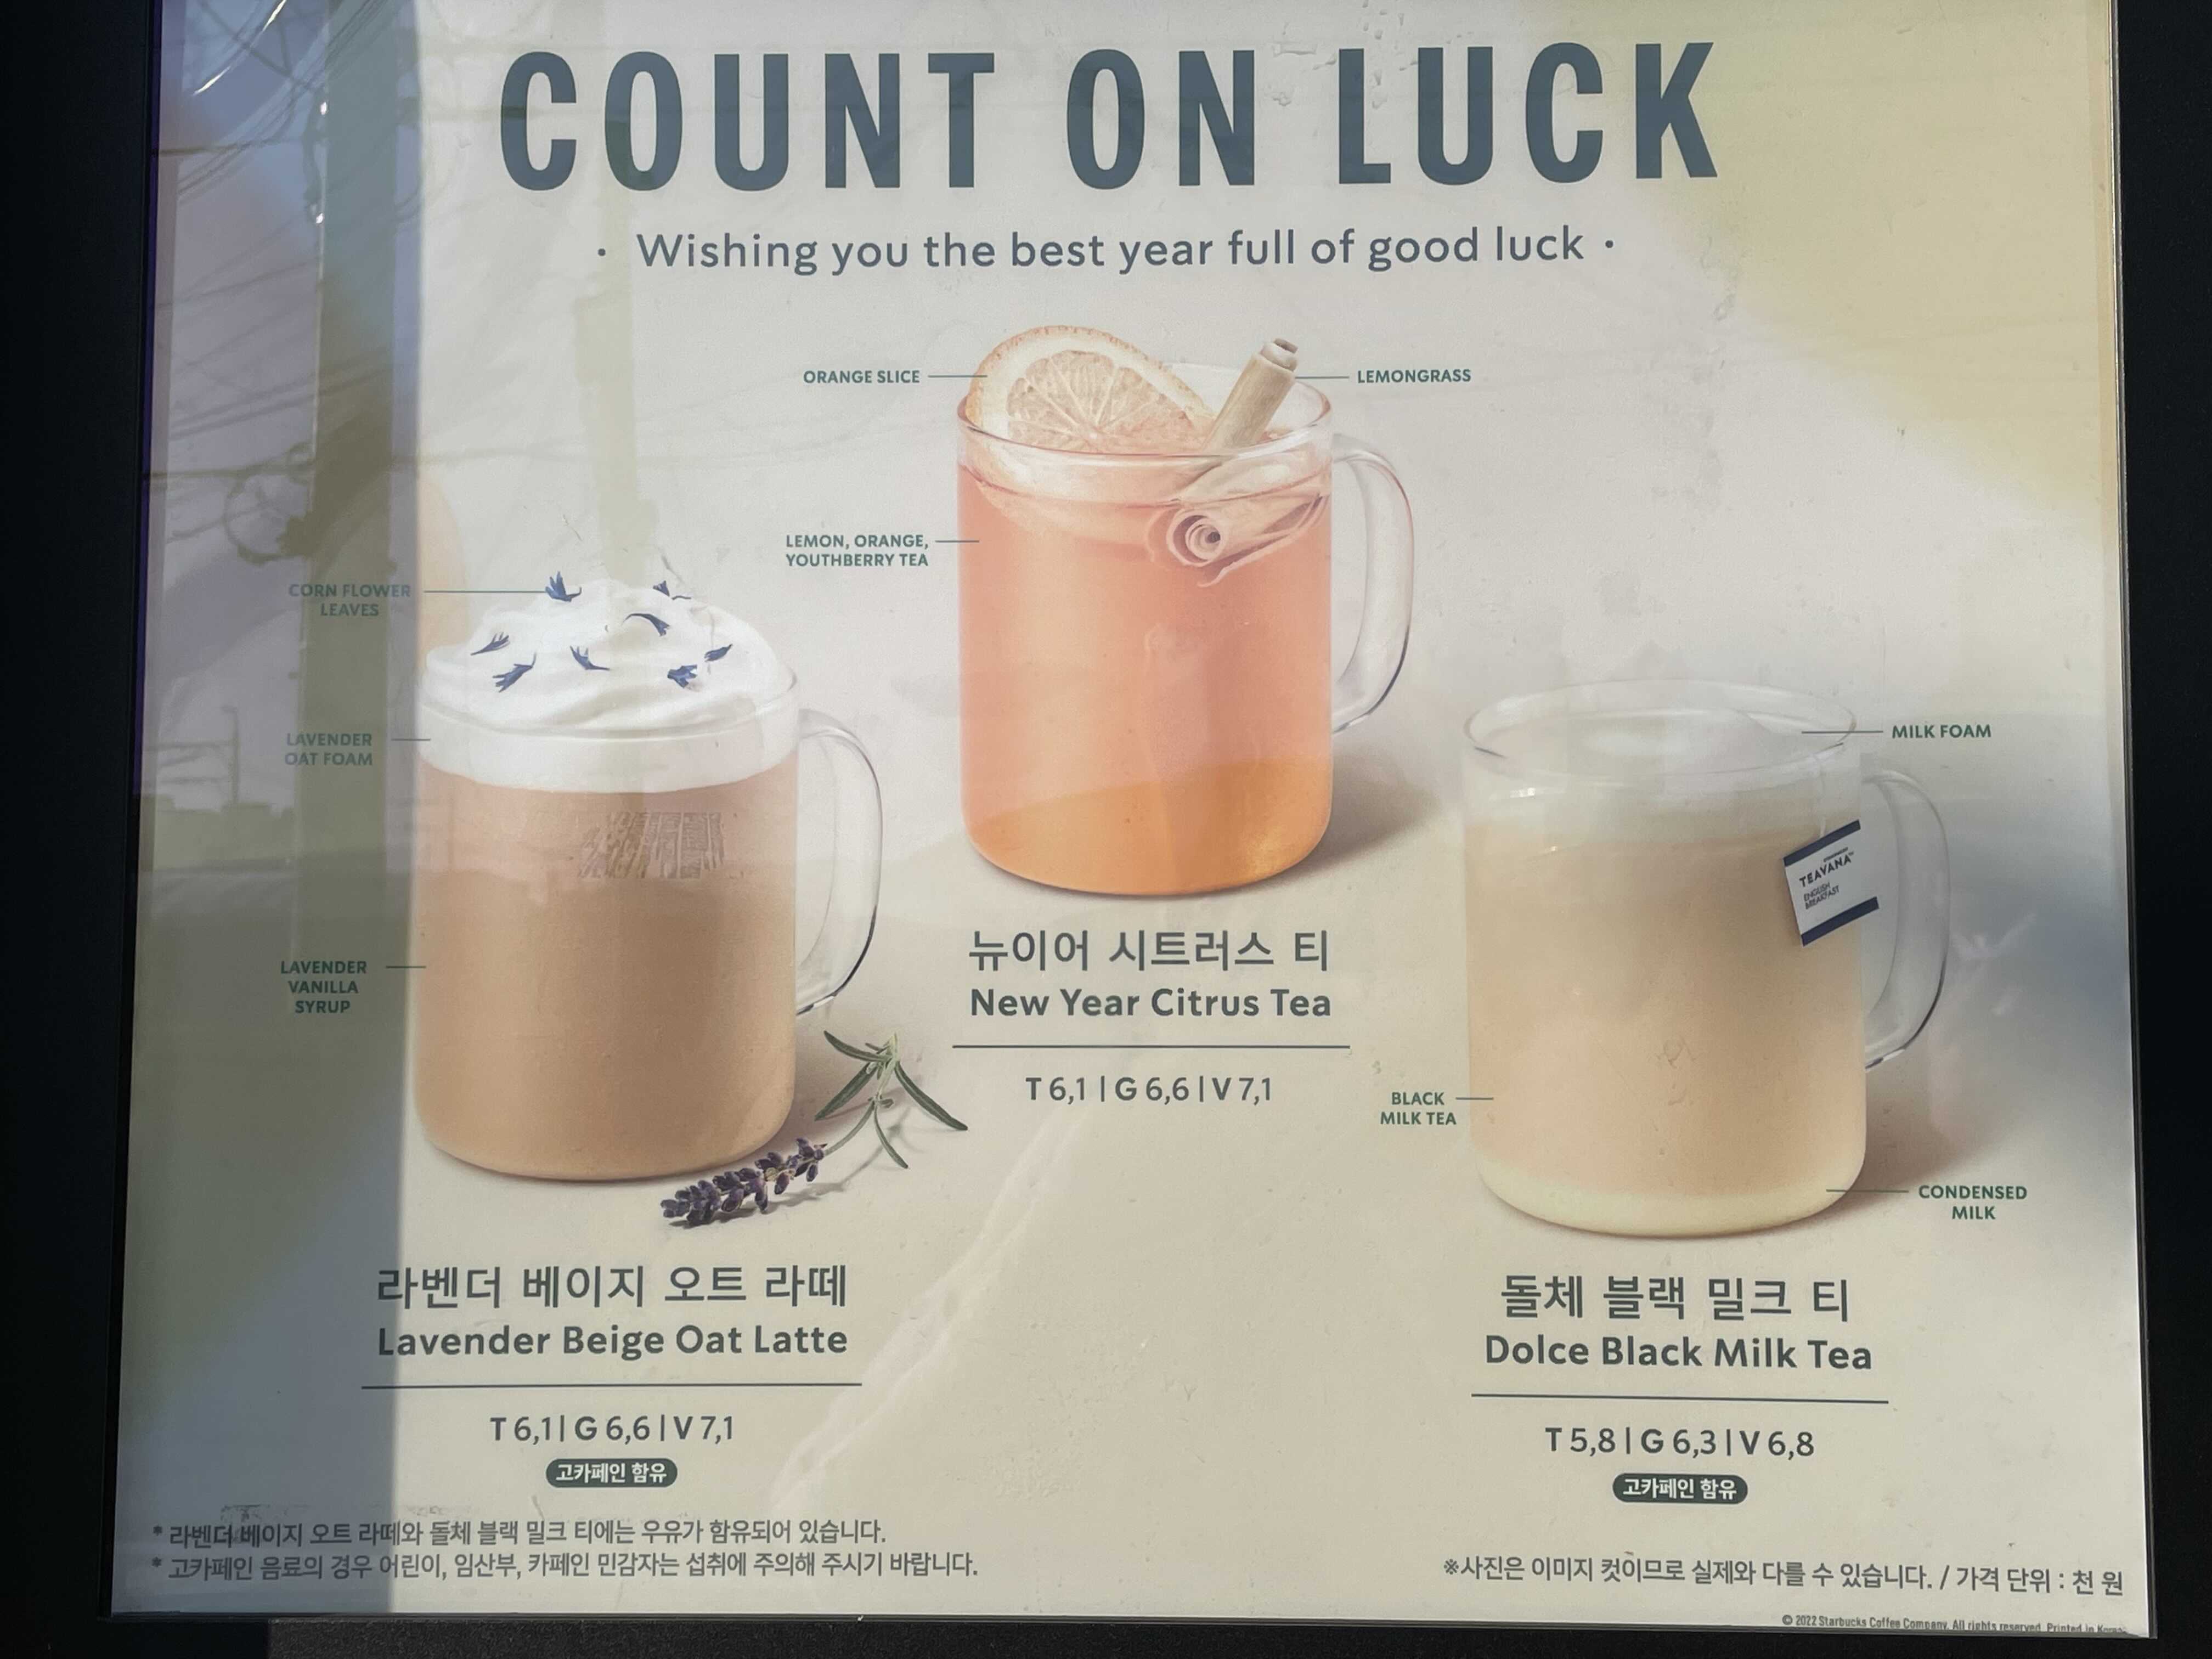 COUNT ON LUCK
· Wishing you the best year full of good luck ·
ORANGE SLICE
LEMONGRASS
LEMON, ORANGE,
YOUTHBERRY TEA
CORN FLOWER
LEAVES
LAVENDER
OAT FOAM
LAVENDER
VANILLA
SYRUP
MILK FOAM
TEAVANA™
ENGLISH
BREAKFAST
BLACK
MILK TEA
CONDENSED
MILK
뉴이어 시트러스 티
New Year Citrus Tea
T 6,1 | G 6,6 | V 7,1
라벤더 베이지 오트 라떼
Lavender Beige Oat Latte
T 6,1 | G 6,6 | V 7,1
고카페인 함유
돌체 블랙 밀크 티
Dolce Black Milk Tea
T 5,8 | G 6,3 | V 6,8
고카페인 함유
* 라벤더 베이지 오트 라떼와 돌체 블랙 밀크 티에는 우유가 함유되어 있습니다.
* 고카페인 음료의 경우 어린이, 임산부, 카페인 민감자는 섭취에 주의해 주시기 바랍니다.
※사진은 이미지 컷이므로 실제와 다를 수 있습니다. / 가격 단위 : 천 원
© 2022 Starbucks Coffee Company. All rights reserved. Printed in Korea.